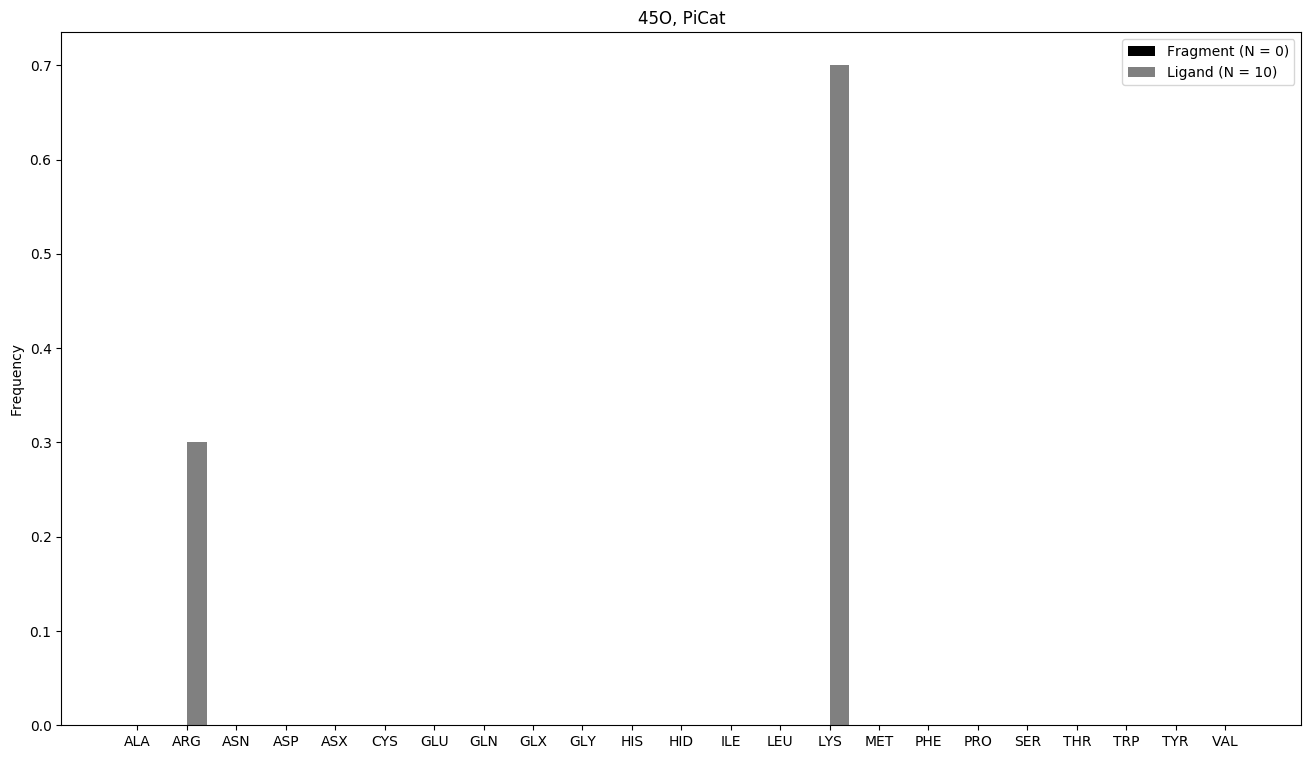 45O, PiCat
Fragment (N = 0)
Ligand (N = 10)
Frequency
0.7
0.6
0.5
0.4
0.3
0.2
0.1
0.0
ALA ARG ASN ASP ASX CYS GLU GLN GLX GLY HIS HID ILE LEU LYS MET PHE PRO SER THR TRP TYR VAL